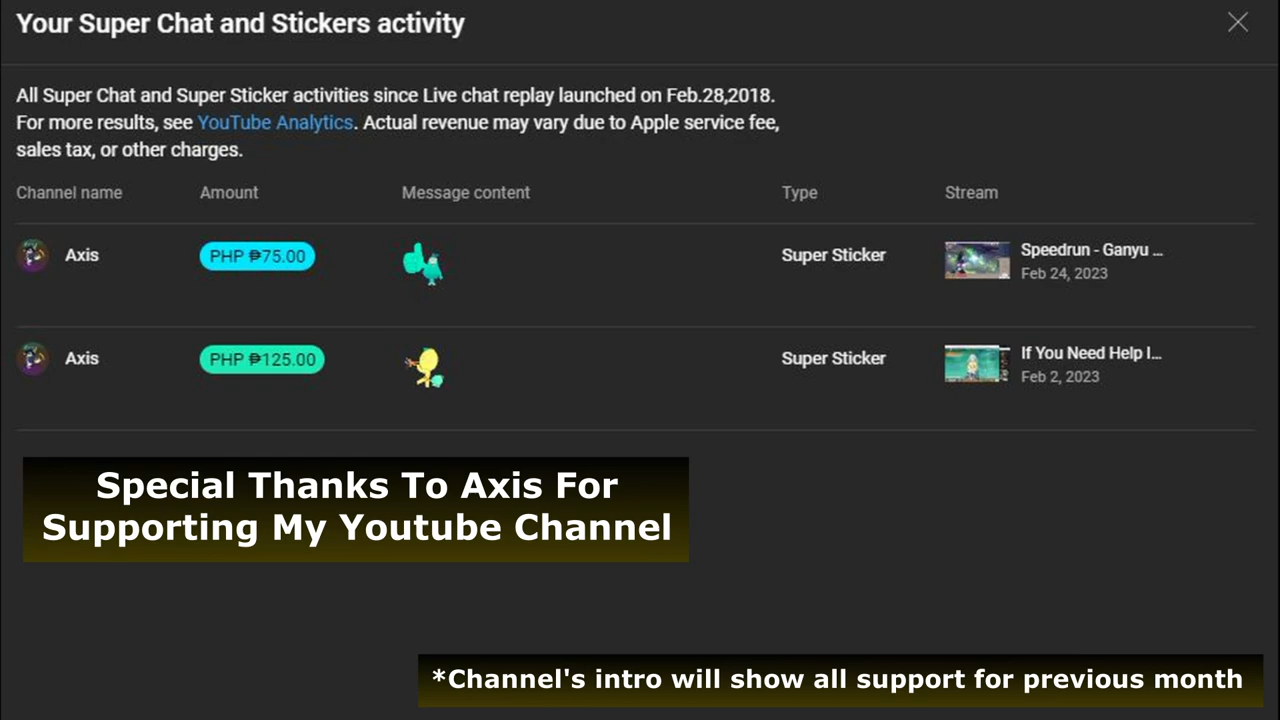 Your Super Chat and Stickers activity
All Super Chat and Super Sticker activities since Live chat replay launched on Feb.28,2018.
For more results, see YouTube Analytics. Actual revenue may vary due to Apple service fee,
sales tax, or other charges.
Channel name Amount Message content Type Stream
Axis PHP ₱75.00 Super Sticker Speedrun - Ganyu ...
Feb 24, 2023
Axis PHP ₱125.00 Super Sticker If You Need Help I...
Feb 2, 2023
Special Thanks To Axis For
Supporting My Youtube Channel
*Channel's intro will show all support for previous month